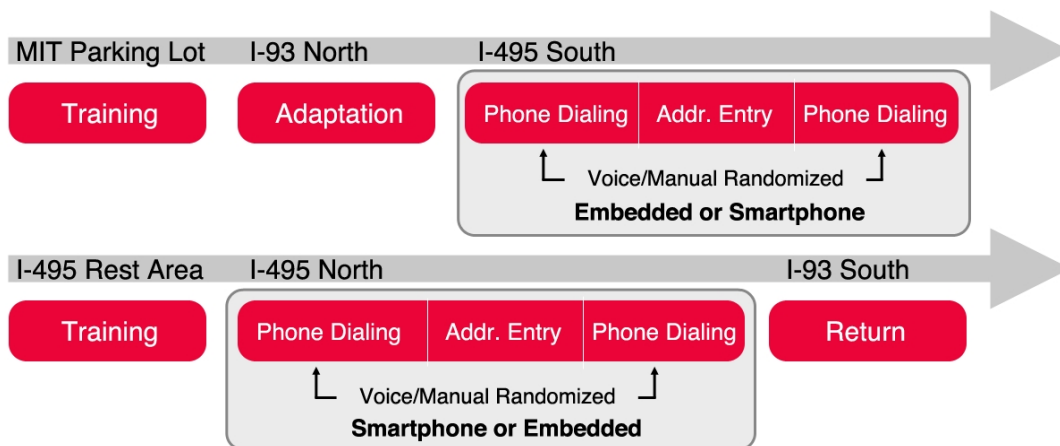 MIT Parking Lot I-93 North I-495 South
Training Adaptation Phone Dialing Addr. Entry Phone Dialing
Voice/Manual Randomized
Embedded or Smartphone
I-495 Rest Area I-495 North I-93 South
Training Phone Dialing Addr. Entry Phone Dialing Return
Voice/Manual Randomized
Smartphone or Embedded